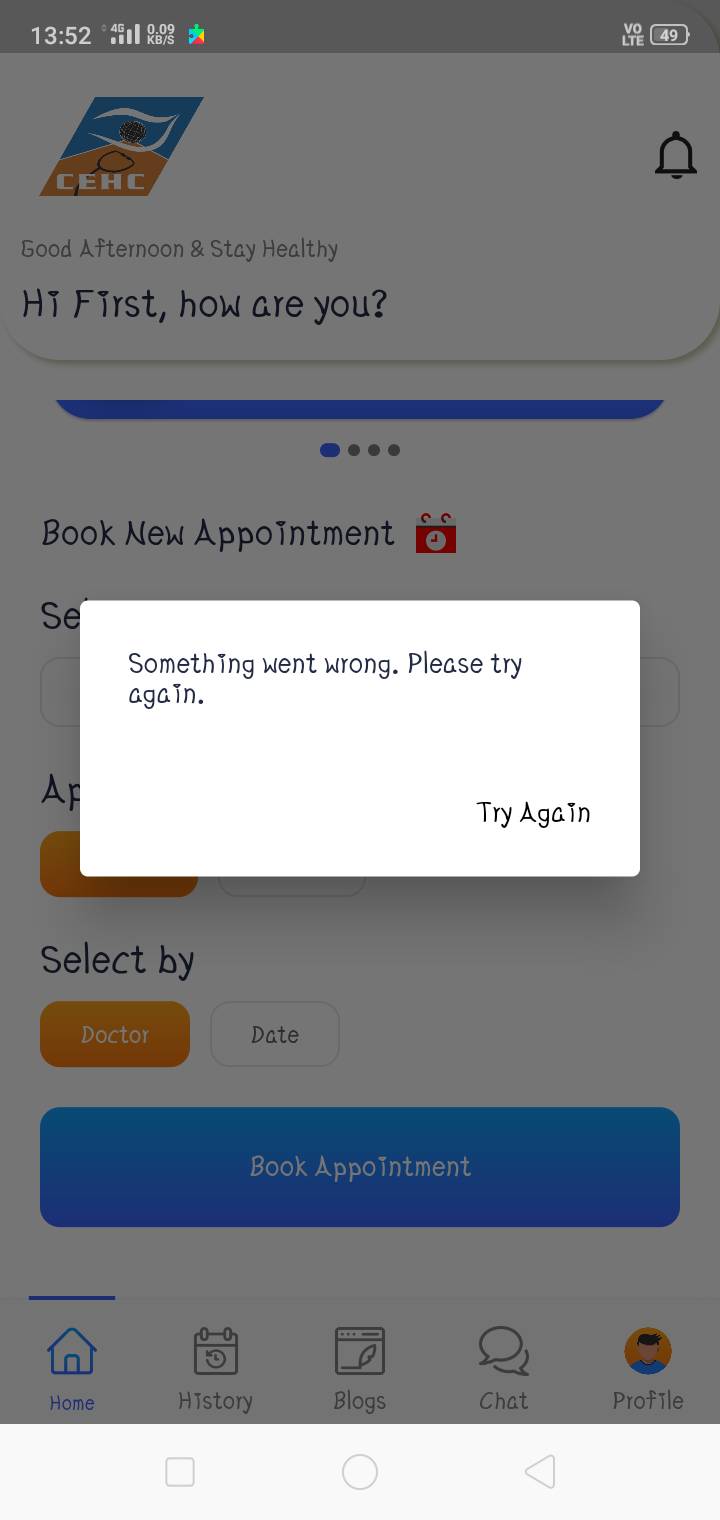 13:52 4G 0.09 KB/S VO LTE 49
CEHC
Good Afternoon & Stay Healthy
Hi First, how are you?
Book New Appointment
Something went wrong. Please try
again.
Try Again
Select by
Doctor Date
Book Appointment
Home History Blogs Chat Profile